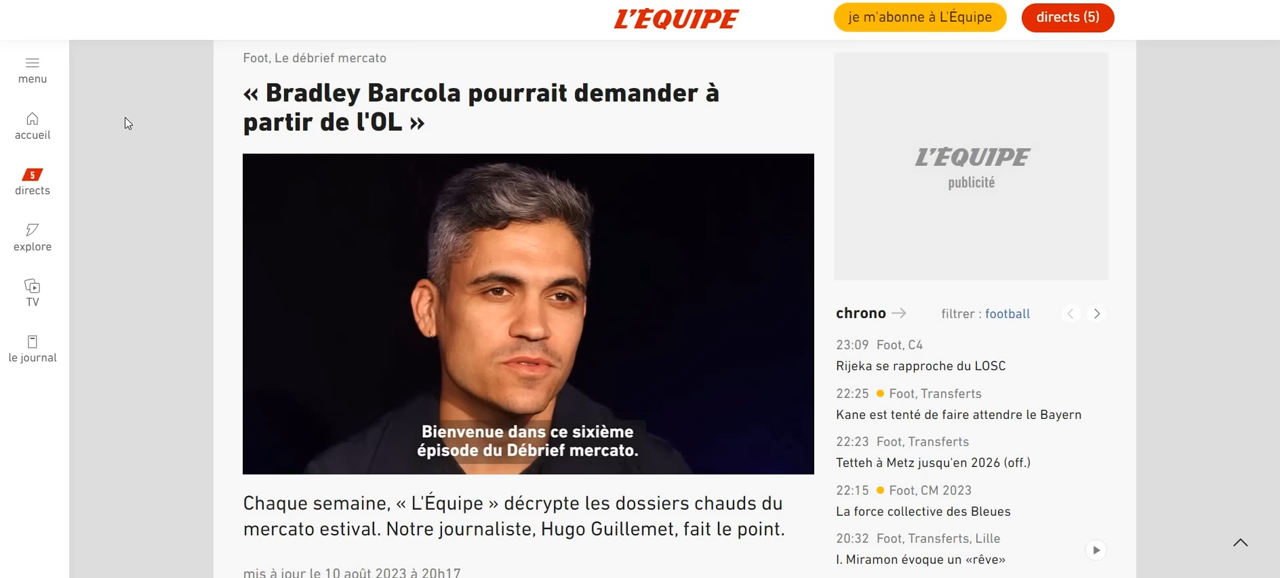 L'ÉQUIPE
je m'abonne à L'Équipe
directs (5)
menu
accueil
5
directs
explore
TV
le journal
Foot, Le débrief mercato
« Bradley Barcola pourrait demander à
partir de l'OL »
Bienvenue dans ce sixième
épisode du Débrief mercato.
Chaque semaine, « L'Équipe » décrypte les dossiers chauds du
mercato estival. Notre journaliste, Hugo Guillemet, fait le point.
mis à jour le 10 août 2023 à 20h17
L'ÉQUIPE
publicité
chrono
filtrer : football
23:09 Foot, C4
Rijeka se rapproche du LOSC
22:25 Foot, Transferts
Kane est tenté de faire attendre le Bayern
22:23 Foot, Transferts
Tetteh à Metz jusqu'en 2026 (off.)
22:15 Foot, CM 2023
La force collective des Bleues
20:32 Foot, Transferts, Lille
I. Miramon évoque un «rêve»